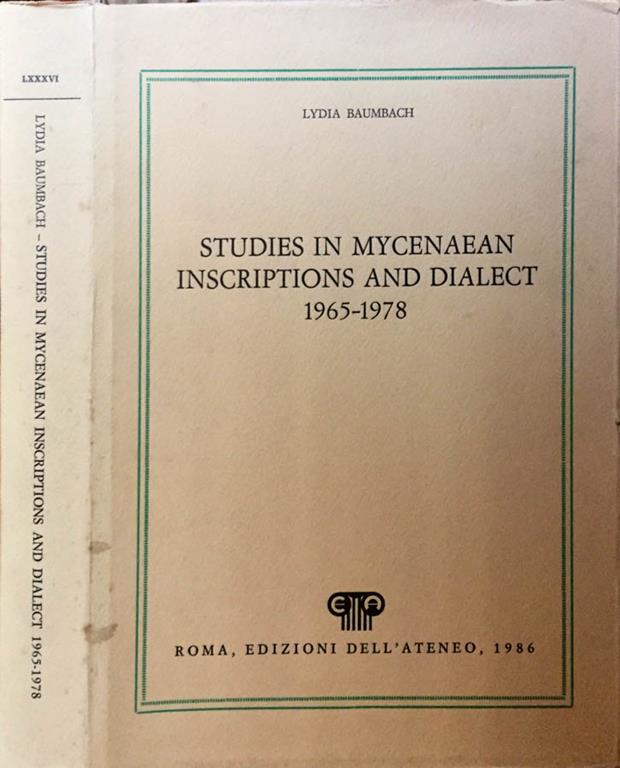 LXXXVI
LYDIA BAUMBACH – STUDIES IN MYCENAEAN INSCRIPTIONS AND DIALECT 1965-1978
LYDIA BAUMBACH
STUDIES IN MYCENAEAN
INSCRIPTIONS AND DIALECT
1965-1978
E A
ROMA, EDIZIONI DELL'ATENEO, 1986